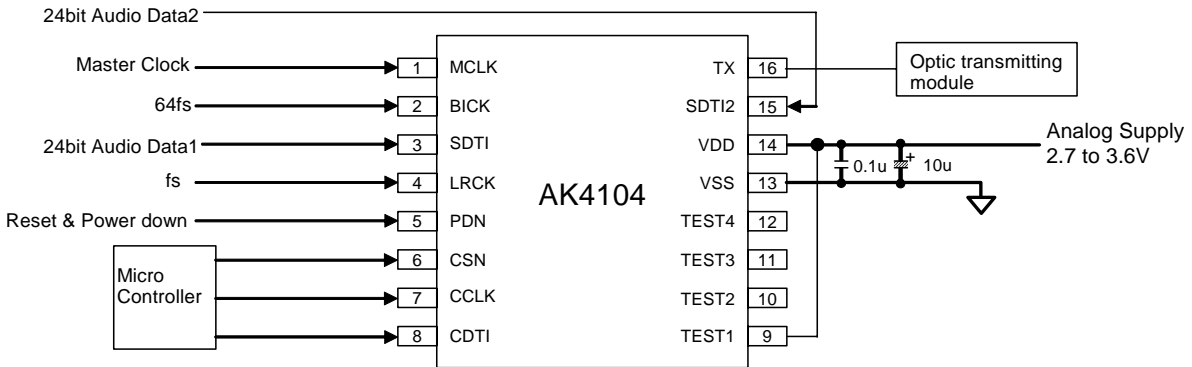 24bit Audio Data2
Master Clock
64fs
24bit Audio Data1
fs
Reset & Power down
Micro
Controller
1 MCLK
2 BICK
3 SDTI
4 LRCK
5 PDN
6 CSN
7 CCLK
8 CDTI
AK4104
TX 16
SDTI2 15
VDD 14
VSS 13
TEST4 12
TEST3 11
TEST2 10
TEST1 9
Optic transmitting
module
Analog Supply
2.7 to 3.6V
0.1u
+
10u